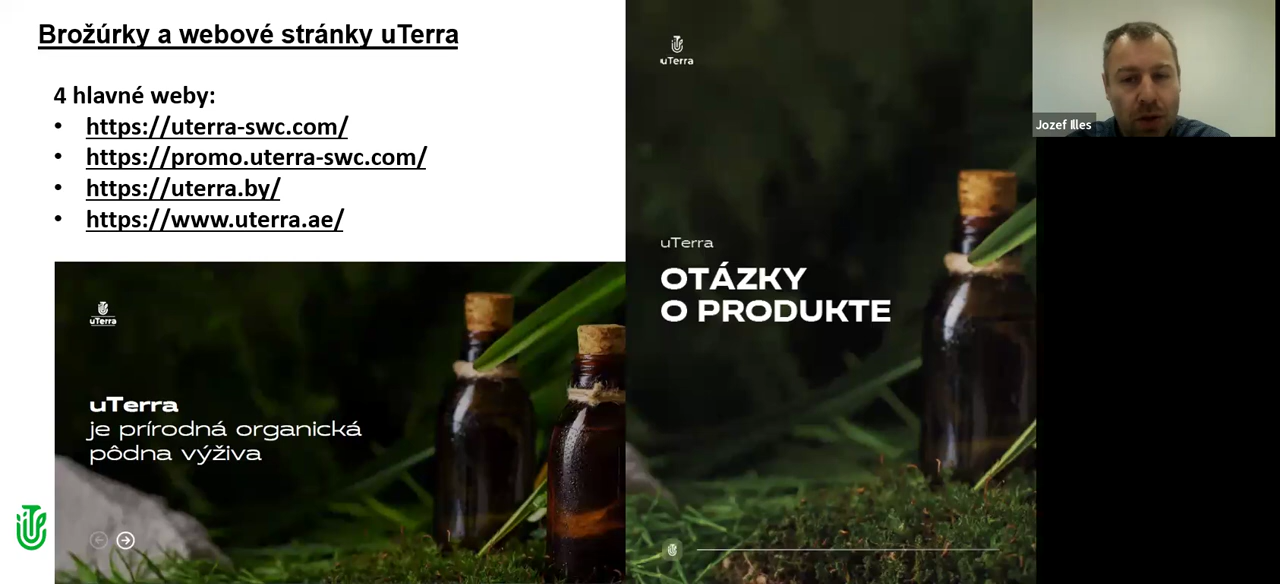 Brožúrky a webové stránky uTerra
4 hlavné weby:
• https://uterra-swc.com/
• https://promo.uterra-swc.com/
• https://uterra.by/
• https://www.uterra.ae/
uTerra
uTerra
je prírodná organická
pôdna výživa
uTerra
uTerra
OTÁZKY
O PRODUKTE
Jozef Illes